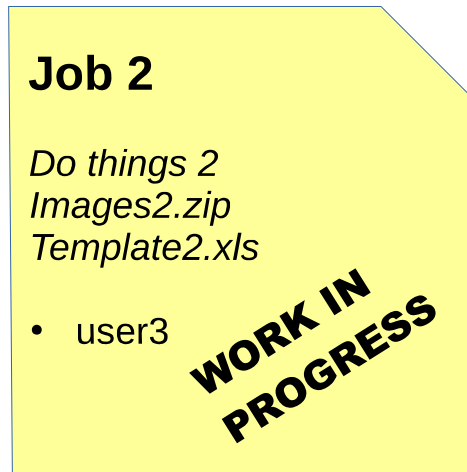 Job 2
Do things 2
Images2.zip
Template2.xls
• user3
WORK IN
PROGRESS